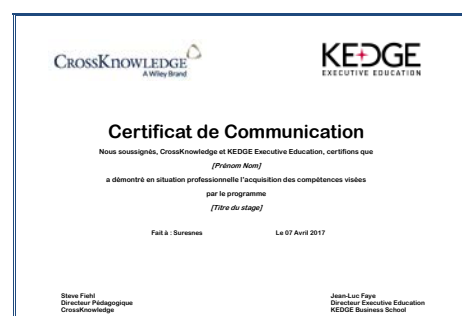 CROSSKNOWLEDGE
A Wiley Brand
KEDGE
EXECUTIVE EDUCATION
Certificat de Communication
Nous soussignés, CrossKnowledge et KEDGE Executive Education, certifions que
[Prénom Nom]
a démontré en situation professionnelle l'acquisition des compétences visées
par le programme
[Titre du stage]
Fait à : Suresnes Le 07 Avril 2017
Steve Fiehl
Directeur Pédagogique
CrossKnowledge
Jean-Luc Faye
Directeur Executive Education
KEDGE Business School